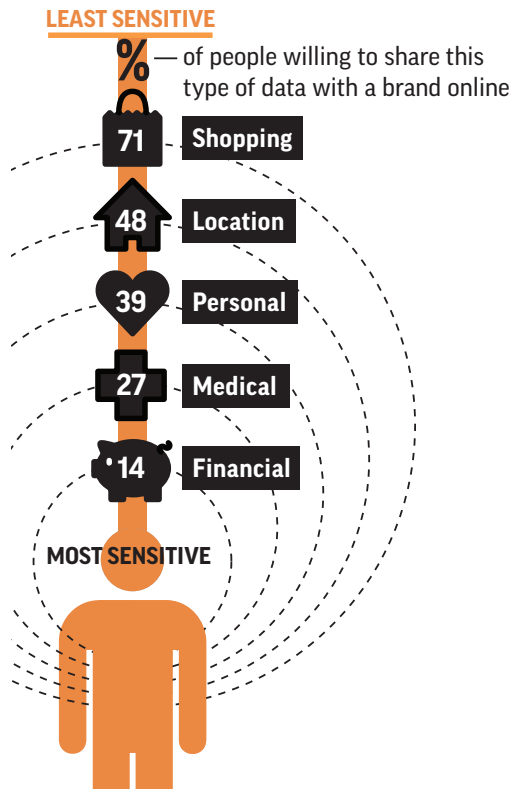 LEAST SENSITIVE
% — of people willing to share this
type of data with a brand online
71 Shopping
48 Location
39 Personal
27 Medical
14 Financial
MOST SENSITIVE